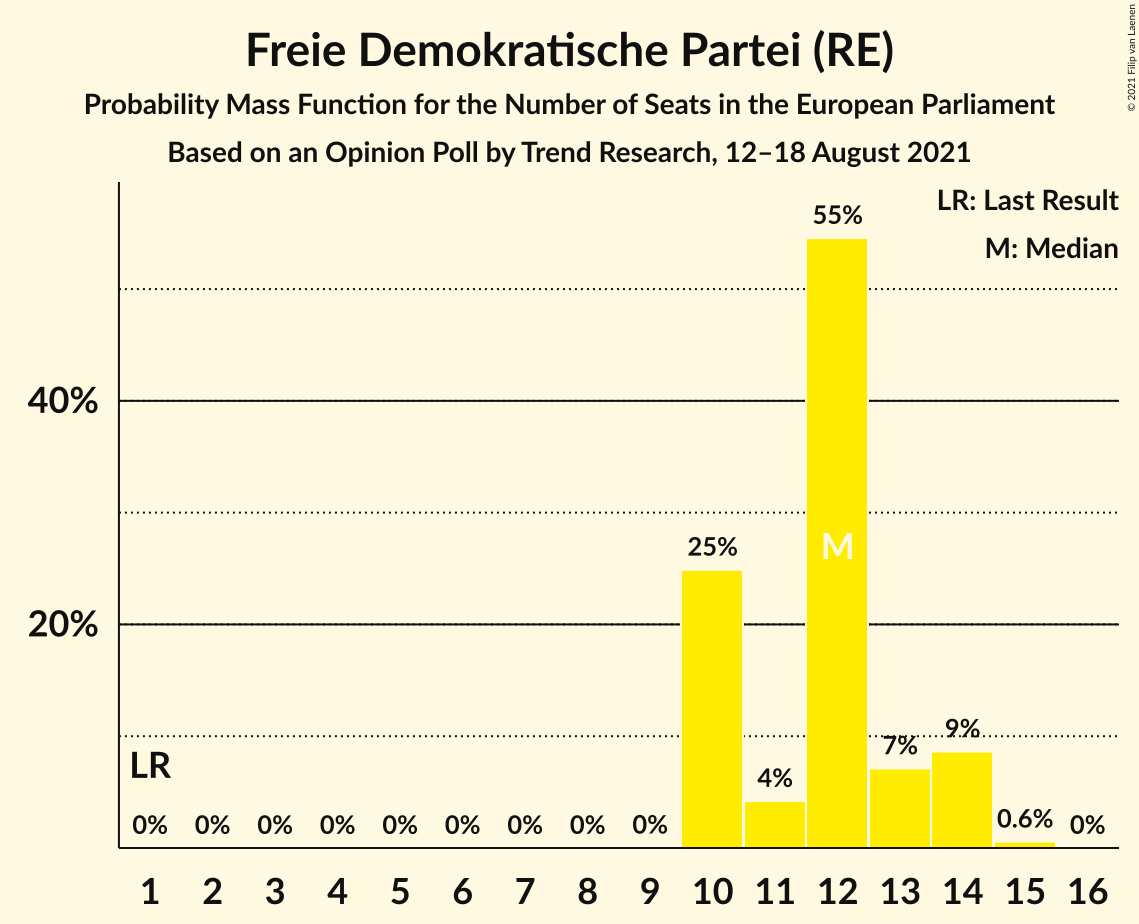 Freie Demokratische Partei (RE)
Probability Mass Function for the Number of Seats in the European Parliament
Based on an Opinion Poll by Trend Research, 12–18 August 2021
© 2021 Filip van Laenen
LR: Last Result
M: Median
55%
40%
25%
M
20%
LR
4%
7%
9%
0% 0% 0% 0% 0% 0% 0% 0% 0% 0.6% 0%
1 2 3 4 5 6 7 8 9 10 11 12 13 14 15 16